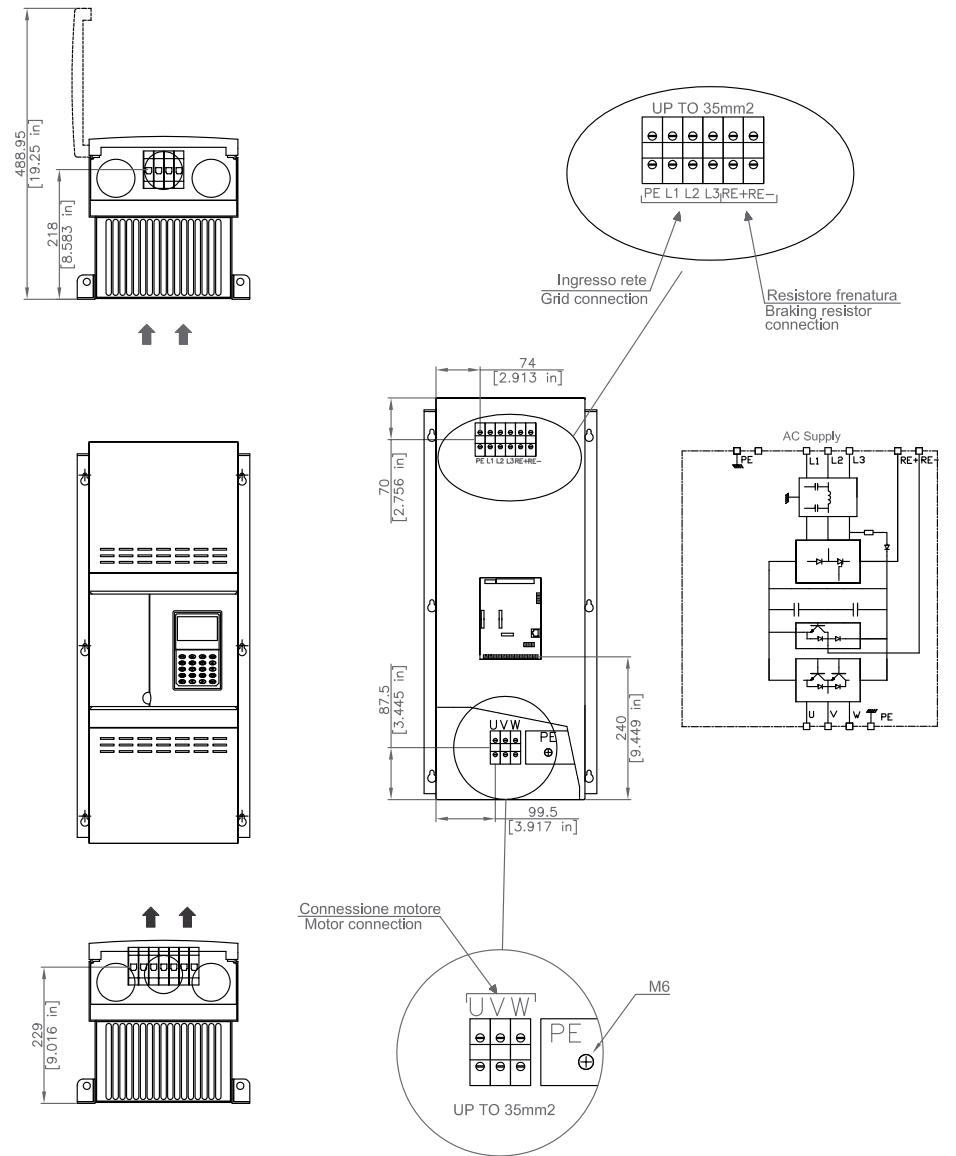 488.95
[19.25 in]
218
[8.583 in]
UP TO 35mm2
PE L1 L2 L3 RE+ RE-
Ingresso rete
Grid connection
Resistore frenatura
Braking resistor
connection
74
[2.913 in]
PE L1 L2 L3 RE+ RE-
70
[2.756 in]
AC Supply
PE
L1 L2 L3
RE+ RE-
U V W
PE
87.5
[3.445 in]
UVW
PE
240
[9.449 in]
99.5
[3.917 in]
Connessione motore
Motor connection
229
[9.016 in]
UVW
PE
M6
UP TO 35mm2